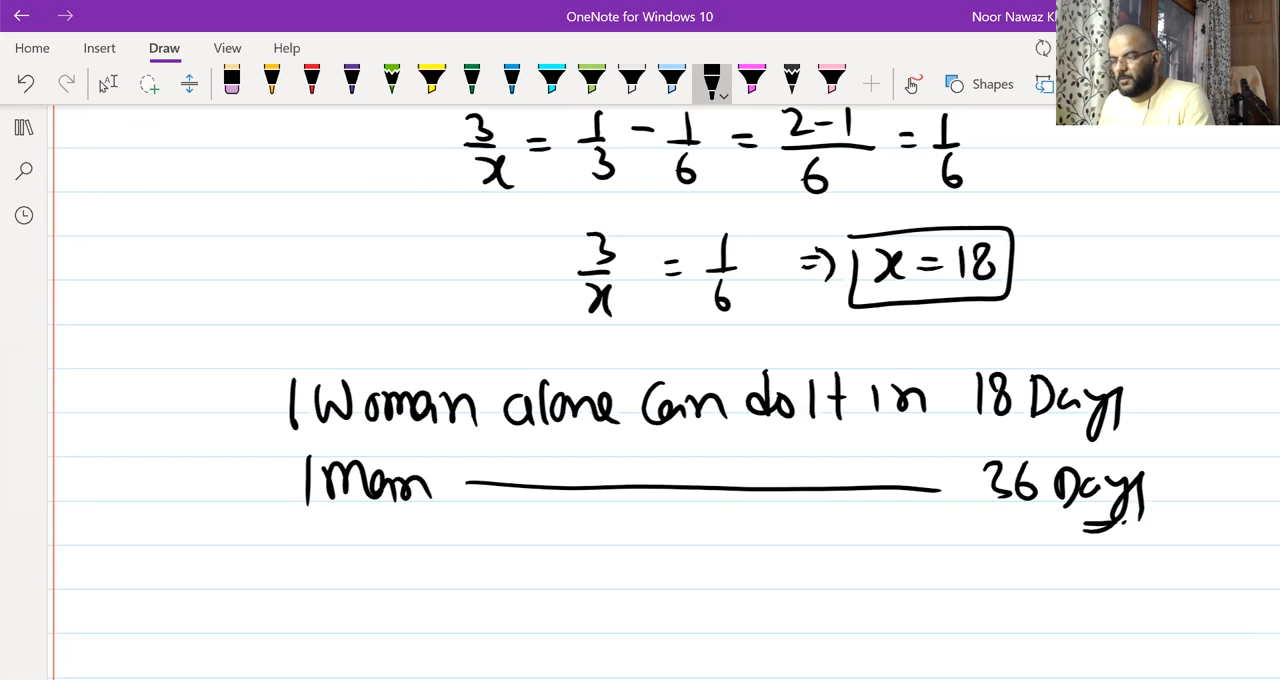 OneNote for Windows 10
Noor Nawaz Kh
Home Insert Draw View Help
Shapes
3/x = 1/3 - 1/6 = 2-1/6 = 1/6
3/x = 1/6 => x = 18
1 Woman alone Can do It in 18 Days
1 Man 36 Days